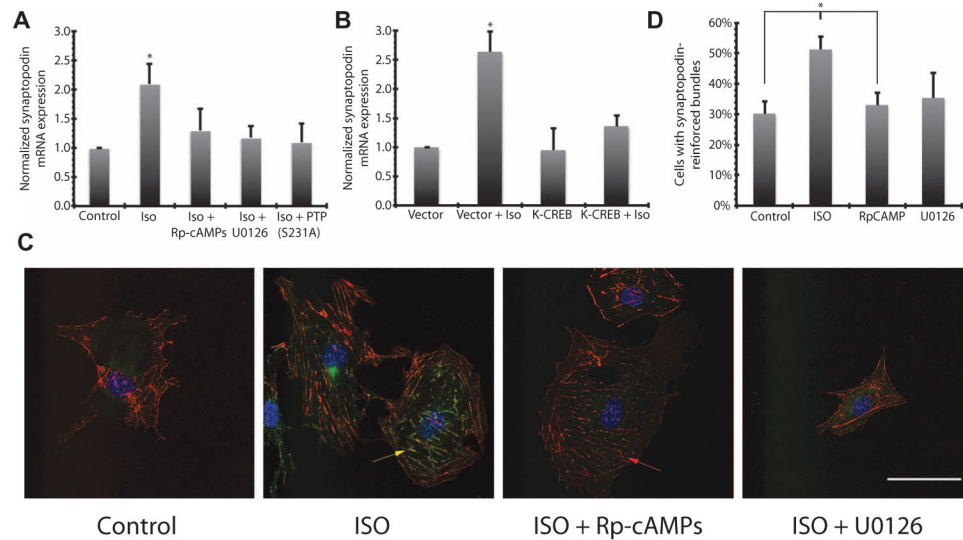 A
Normalized synaptopodin
mRNA expression
3.0
2.5
2.0
1.5
1.0
0.5
0.0
*
Control
Iso
Iso +
Rp-cAMPs
Iso +
U0126
Iso + PTP
(S231A)
B
Normalized synaptopodin
mRNA expression
3.0
2.5
2.0
1.5
1.0
0.5
0.0
*
Vector
Vector + Iso
K-CREB
K-CREB + Iso
D
Cells with synaptopodin-
reinforced bundles
60%
50%
40%
30%
20%
10%
0%
*
Control
ISO
RpCAMP
U0126
C
Control
ISO
ISO + Rp-cAMPs
ISO + U0126